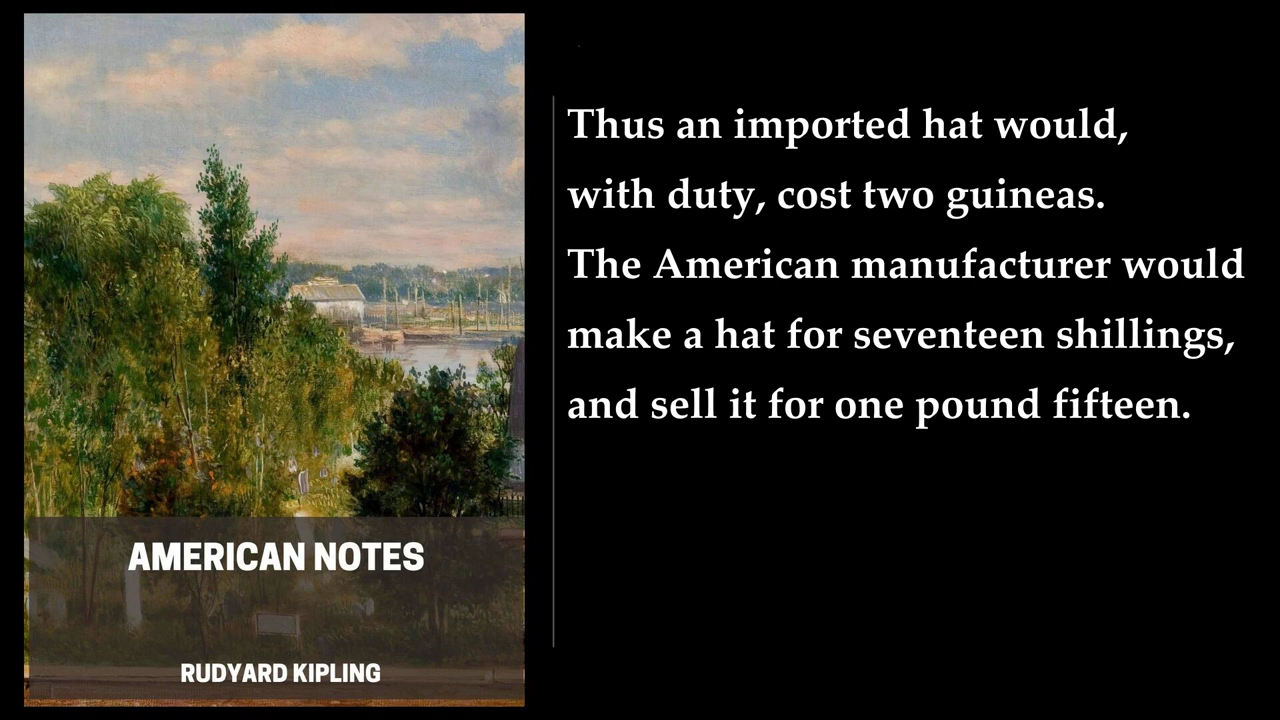 AMERICAN NOTES
RUDYARD KIPLING
Thus an imported hat would,
with duty, cost two guineas.
The American manufacturer would
make a hat for seventeen shillings,
and sell it for one pound fifteen.